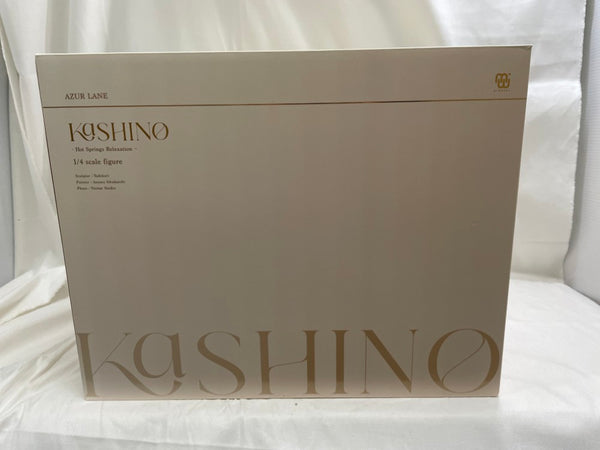 AZUR LANE
KaSHINO
- Hot Springs Relaxation -
1/4 scale figure
KaSHINO